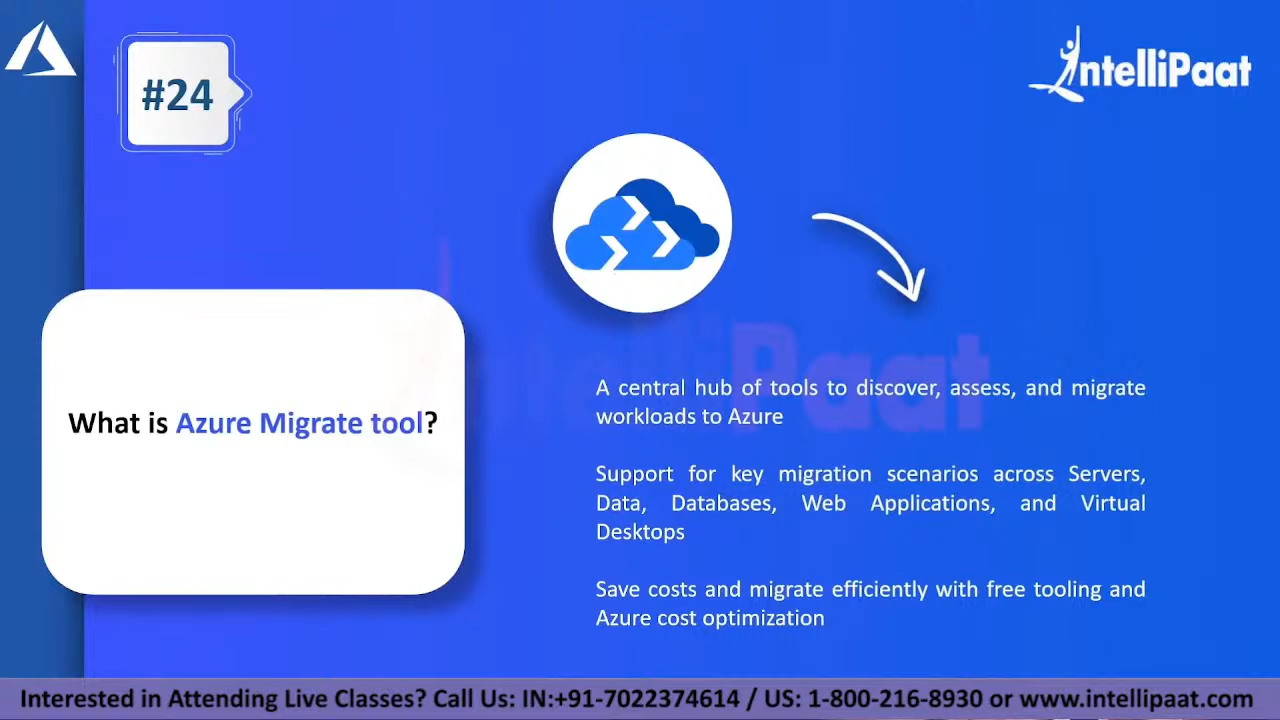 #24
IntelliPaat
What is Azure Migrate tool?
IntelliPaat
A central hub of tools to discover, assess, and migrate
workloads to Azure
Support for key migration scenarios across Servers,
Data, Databases, Web Applications, and Virtual
Desktops
Save costs and migrate efficiently with free tooling and
Azure cost optimization
Interested in Attending Live Classes? Call Us: IN:+91-7022374614 / US: 1-800-216-8930 or www.intellipaat.com